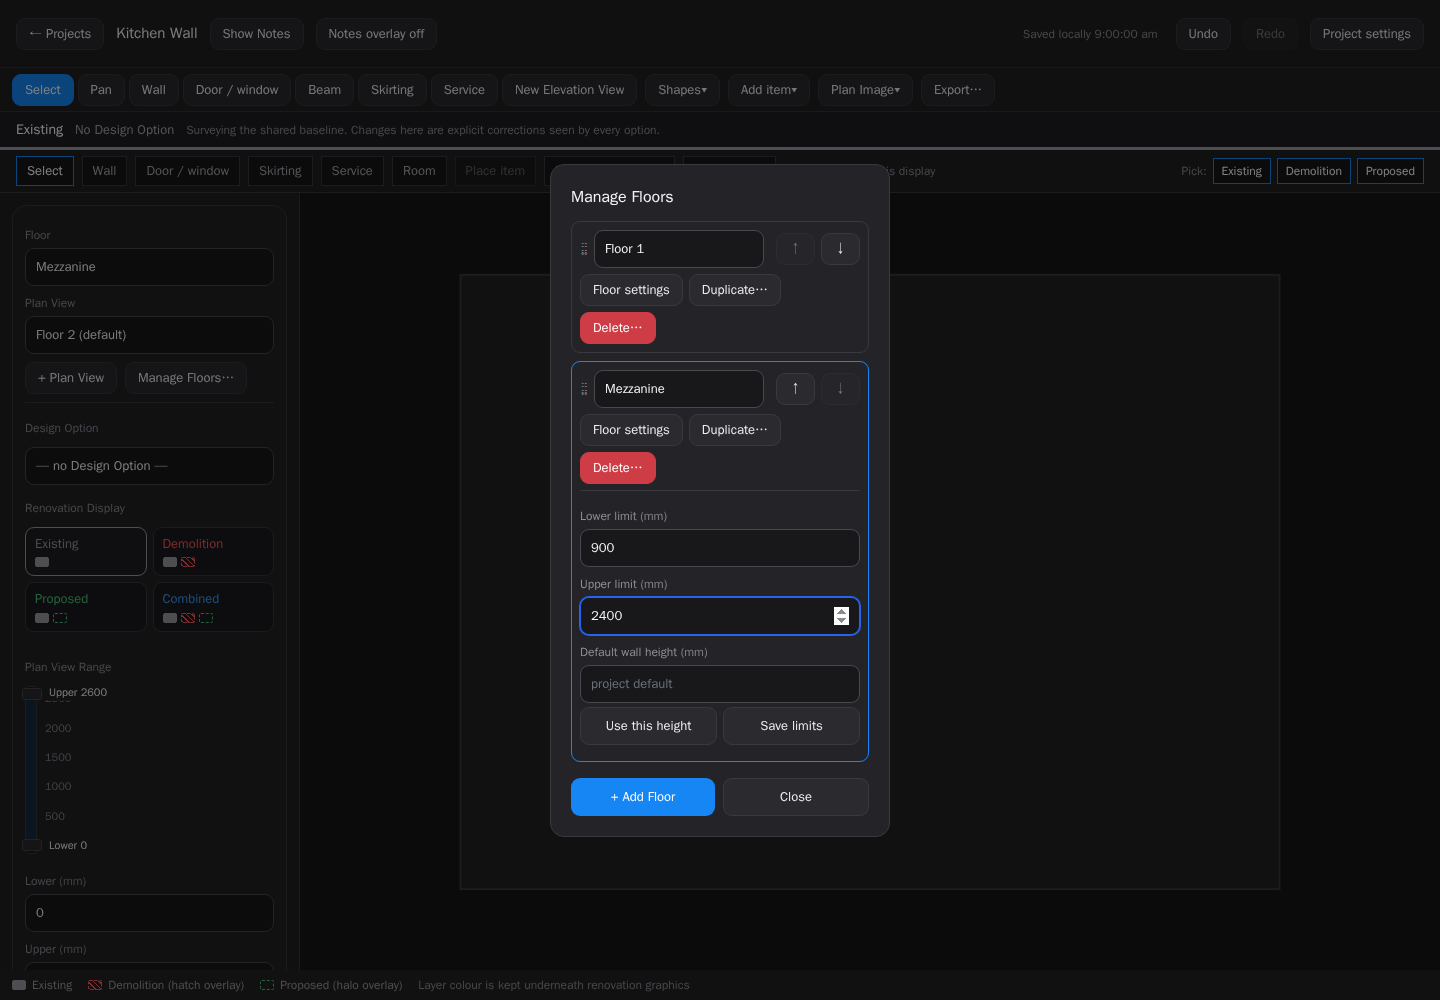 ← Projects Kitchen Wall Show Notes Notes overlay off Saved locally 9:00:00 am Undo Redo Project settings
Select Pan Wall Door / window Beam Skirting Service New Elevation View Shapes▾ Add item▾ Plan Image▾ Export…
Existing No Design Option Surveying the shared baseline. Changes here are explicit corrections seen by every option.
Select Wall Door / window Skirting Service Room Place item is display Pick: Existing Demolition Proposed
Floor
Mezzanine
Plan View
Floor 2 (default)
+ Plan View Manage Floors…
Design Option
— no Design Option —
Renovation Display
Existing Demolition
Proposed Combined
Plan View Range
Upper 2600
2000
1500
1000
500
Lower 0
Lower (mm)
0
Upper (mm)
Manage Floors
Floor 1 ↑ ↓
Floor settings Duplicate…
Delete…
Mezzanine ↑ ↓
Floor settings Duplicate…
Delete…
Lower limit (mm)
900
Upper limit (mm)
2400
Default wall height (mm)
project default
Use this height Save limits
+ Add Floor Close
Existing Demolition (hatch overlay) Proposed (halo overlay) Layer colour is kept underneath renovation graphics